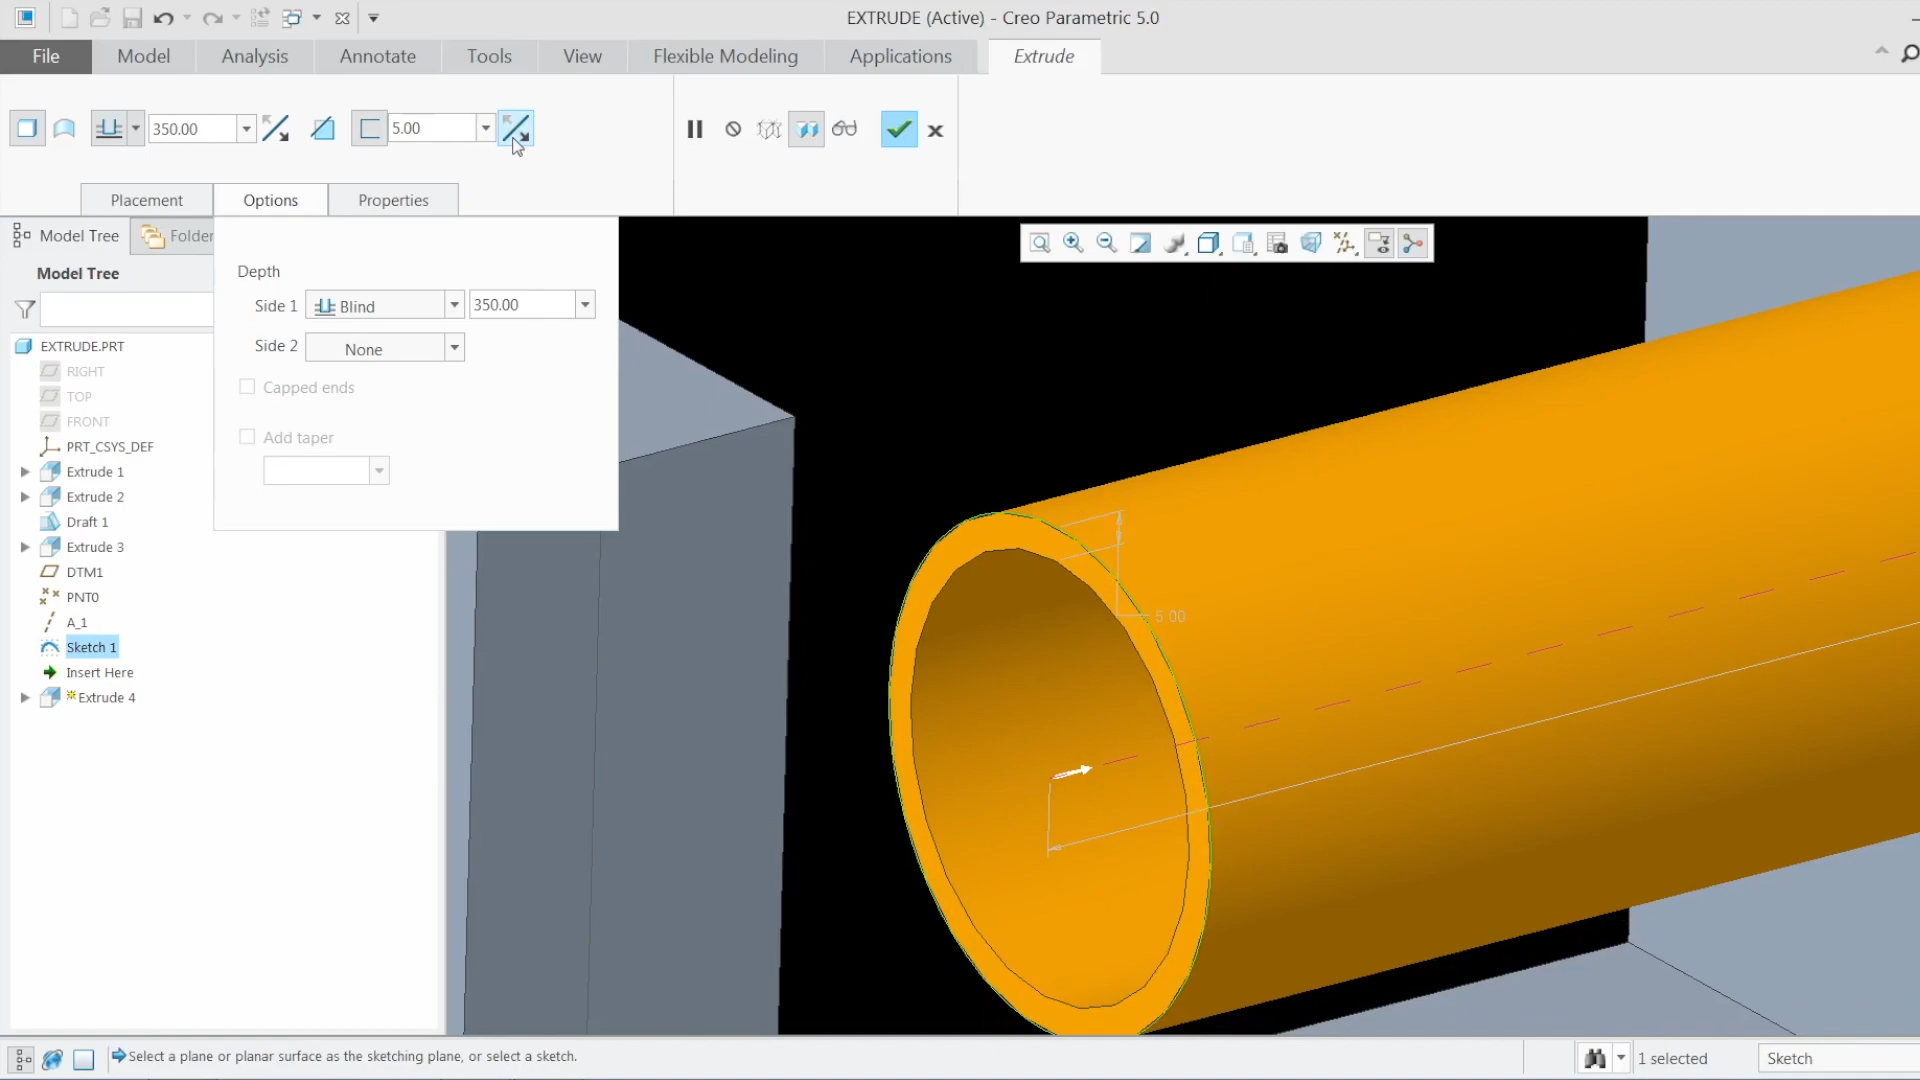 EXTRUDE (Active) - Creo Parametric 5.0
File Model Analysis Annotate Tools View Flexible Modeling Applications Extrude
350.00 5.00
Placement Options Properties
Model Tree Folder
Model Tree
Depth
Side 1 Blind 350.00
Side 2 None
Capped ends
Add taper
EXTRUDE.PRT
RIGHT
TOP
FRONT
PRT_CSYS_DEF
Extrude 1
Extrude 2
Draft 1
Extrude 3
DTM1
PNT0
A_1
Sketch 1
Insert Here
Extrude 4
5.00
Select a plane or planar surface as the sketching plane, or select a sketch.
1 selected
Sketch